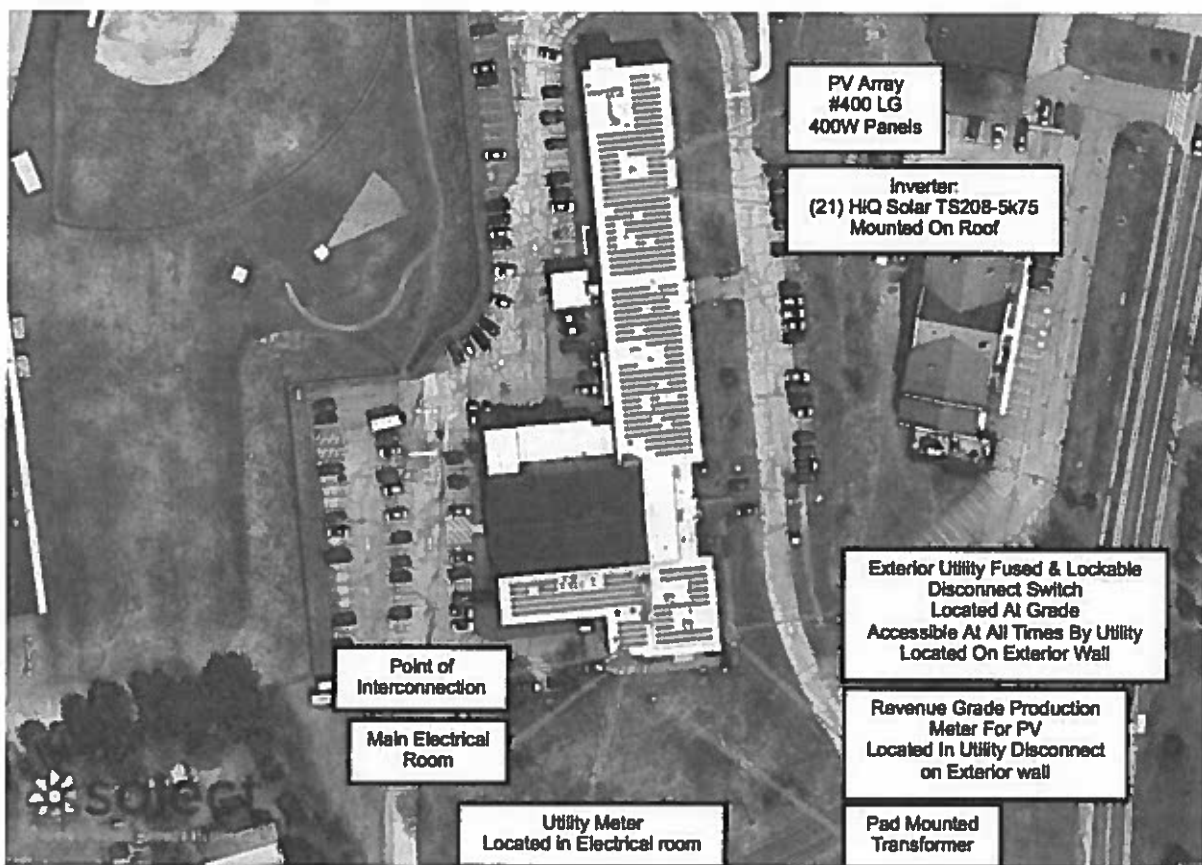 PV Array
#400 LG
400W Panels
Inverter:
(21) HiQ Solar TS208-5k75
Mounted On Roof
Exterior Utility Fused & Lockable
Disconnect Switch
Located At Grade
Accessible At All Times By Utility
Located On Exterior Wall
Point of
Interconnection
Revenue Grade Production
Meter For PV
Located In Utility Disconnect
on Exterior wall
Main Electrical
Room
solect
Utility Meter
Located in Electrical room
Pad Mounted
Transformer